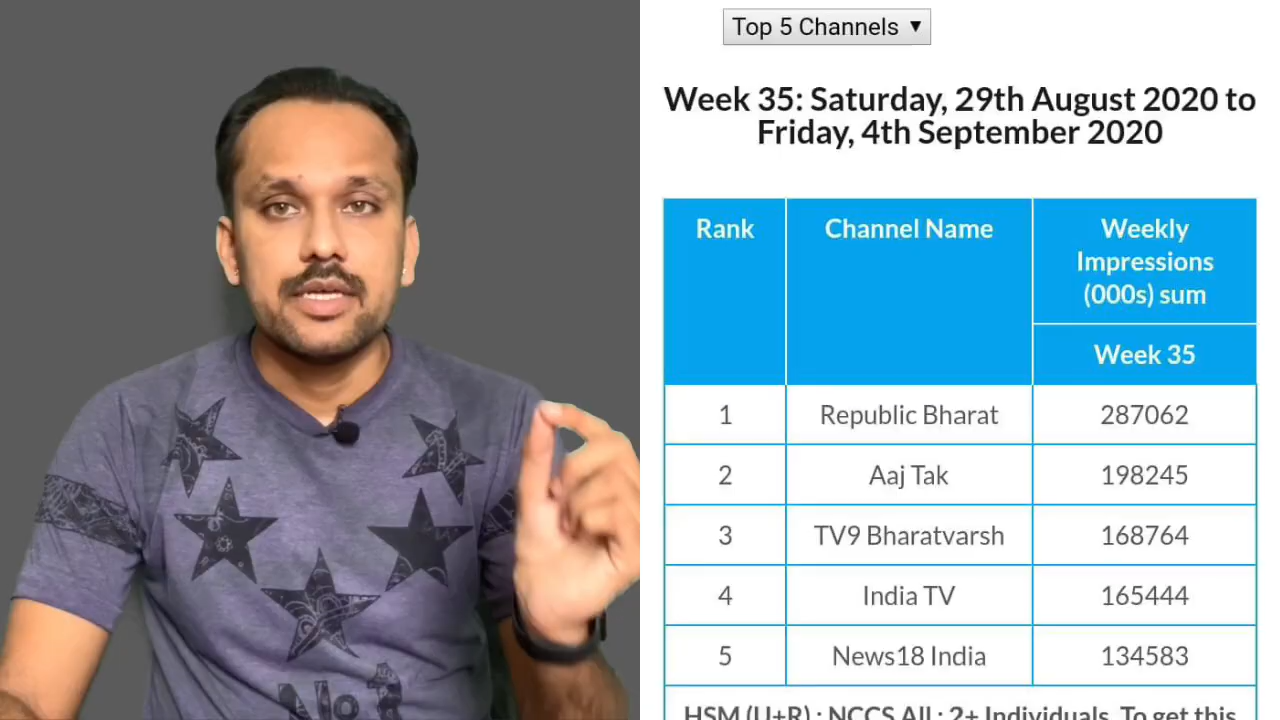 Top 5 Channels ▼
Week 35: Saturday, 29th August 2020 to
Friday, 4th September 2020
Rank Channel Name Weekly
Impressions
(000s) sum
Week 35
1 Republic Bharat 287062
2 Aaj Tak 198245
3 TV9 Bharatvarsh 168764
4 India TV 165444
5 News18 India 134583
HSM (U+R) : NCCS All : 2+ Individuals. To get this
No1